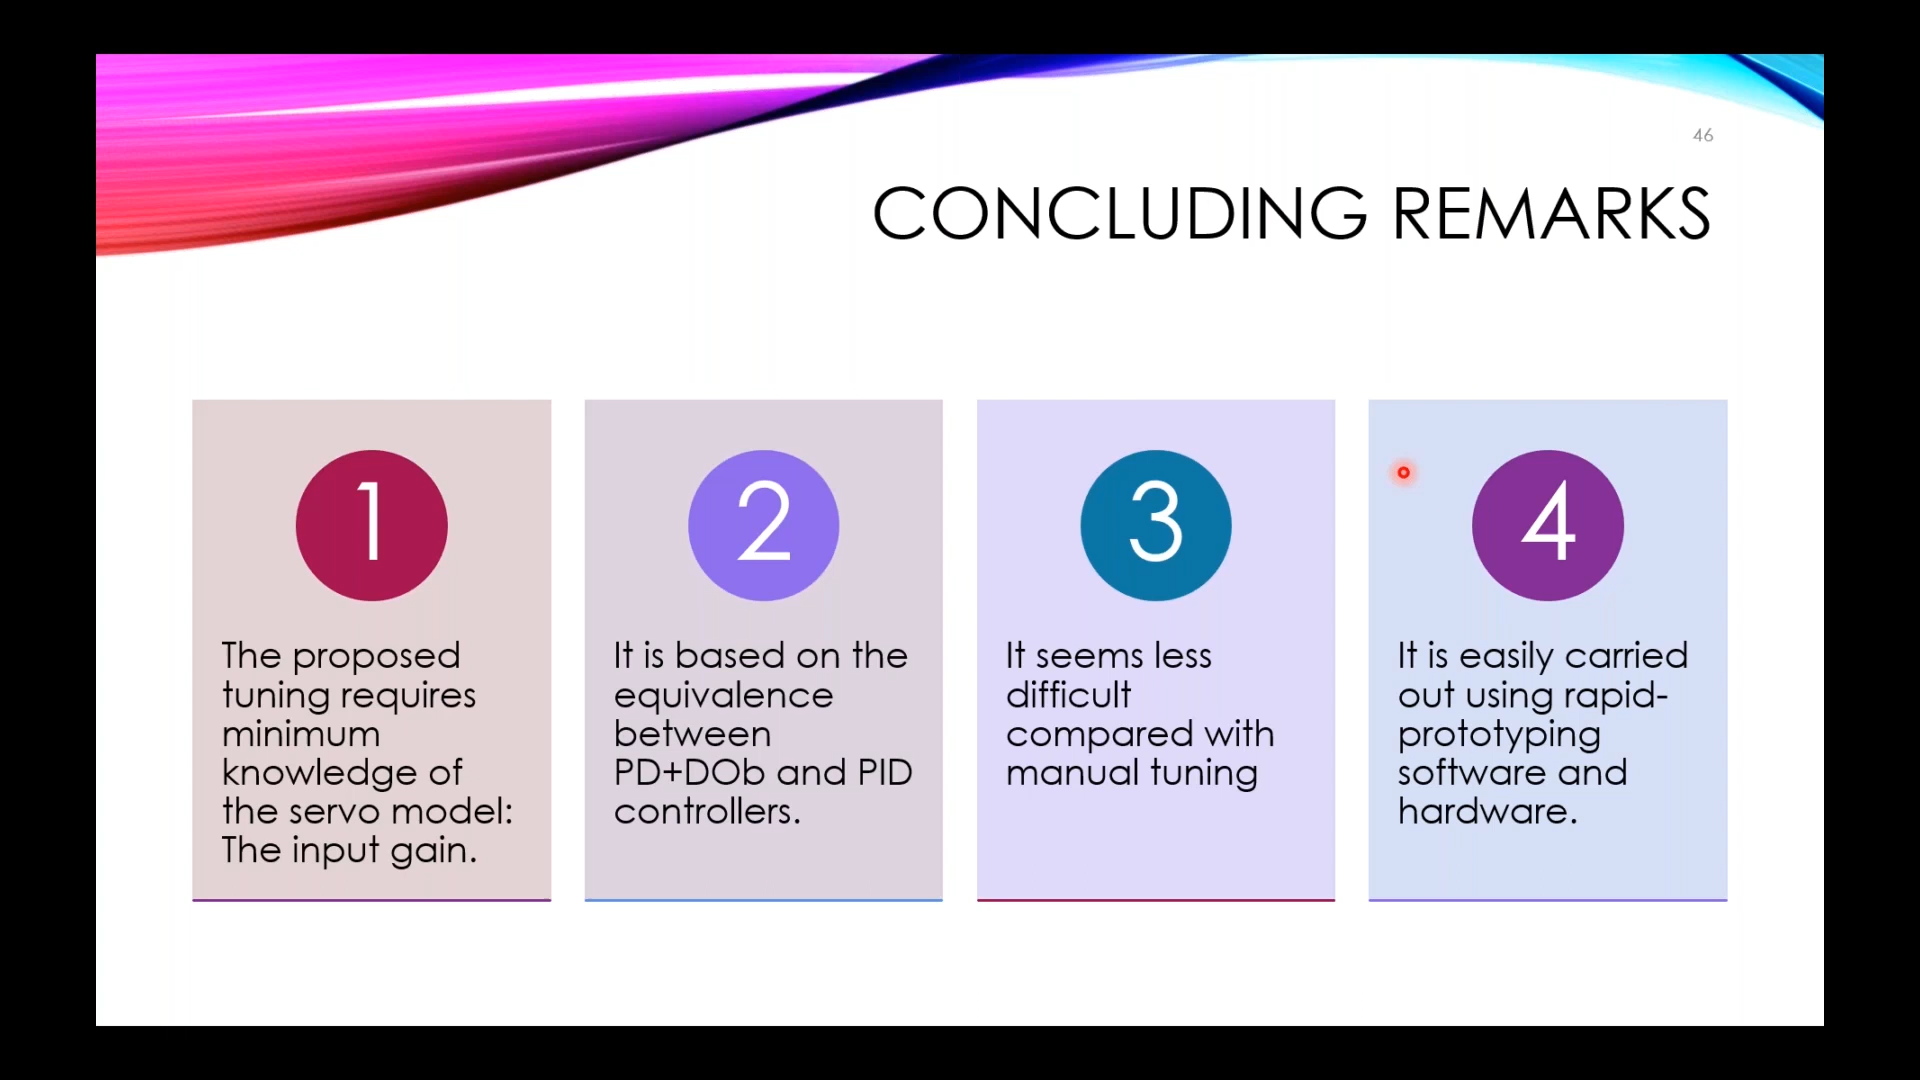 46
CONCLUDING REMARKS
1
The proposed
tuning requires
minimum
knowledge of
the servo model:
The input gain.
2
It is based on the
equivalence
between
PD+DOb and PID
controllers.
3
It seems less
difficult
compared with
manual tuning
4
It is easily carried
out using rapid-
prototyping
software and
hardware.